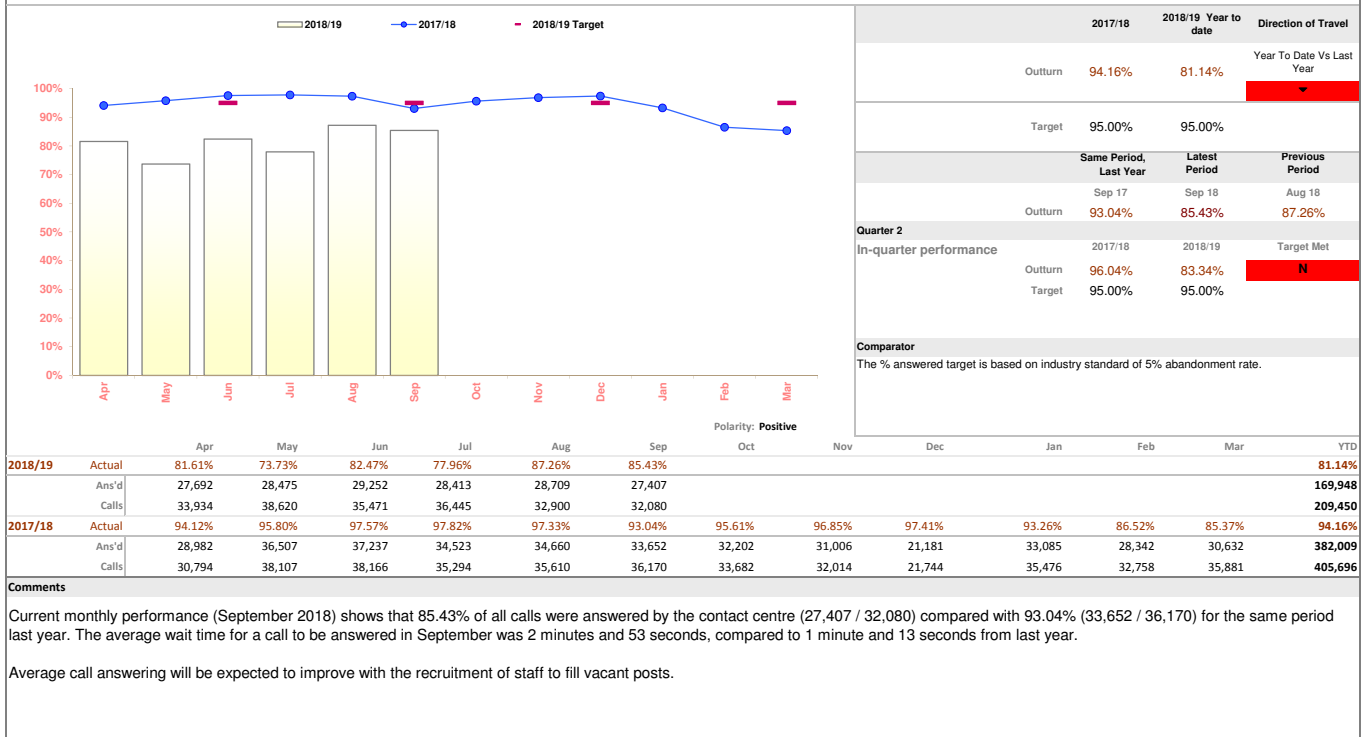 2018/19 2017/18 2018/19 Target
100%
90%
80%
70%
60%
50%
40%
30%
20%
10%
0%
Apr May Jun Jul Aug Sep Oct Nov Dec Jan Feb Mar
Polarity: Positive
2017/18 2018/19 Year to date Direction of Travel
Year To Date Vs Last Year
Outturn 94.16% 81.14%
Target 95.00% 95.00%
Same Period, Last Year Latest Period Previous Period
Sep 17 Sep 18 Aug 18
Outturn 93.04% 85.43% 87.26%
Quarter 2
In-quarter performance 2017/18 2018/19 Target Met
Outturn 96.04% 83.34% N
Target 95.00% 95.00%
Comparator
The % answered target is based on industry standard of 5% abandonment rate.
Apr May Jun Jul Aug Sep Oct Nov Dec Jan Feb Mar YTD
2018/19 Actual 81.61% 73.73% 82.47% 77.96% 87.26% 85.43% 81.14%
Ans'd 27,692 28,475 29,252 28,413 28,709 27,407 169,948
Calls 33,934 38,620 35,471 36,445 32,900 32,080 209,450
2017/18 Actual 94.12% 95.80% 97.57% 97.82% 97.33% 93.04% 95.61% 96.85% 97.41% 93.26% 86.52% 85.37% 94.16%
Ans'd 28,982 36,507 37,237 34,523 34,660 33,652 32,202 31,006 21,181 33,085 28,342 30,632 382,009
Calls 30,794 38,107 38,166 35,294 35,610 36,170 33,682 32,014 21,744 35,476 32,758 35,881 405,696
Comments
Current monthly performance (September 2018) shows that 85.43% of all calls were answered by the contact centre (27,407 / 32,080) compared with 93.04% (33,652 / 36,170) for the same period
last year. The average wait time for a call to be answered in September was 2 minutes and 53 seconds, compared to 1 minute and 13 seconds from last year.
Average call answering will be expected to improve with the recruitment of staff to fill vacant posts.